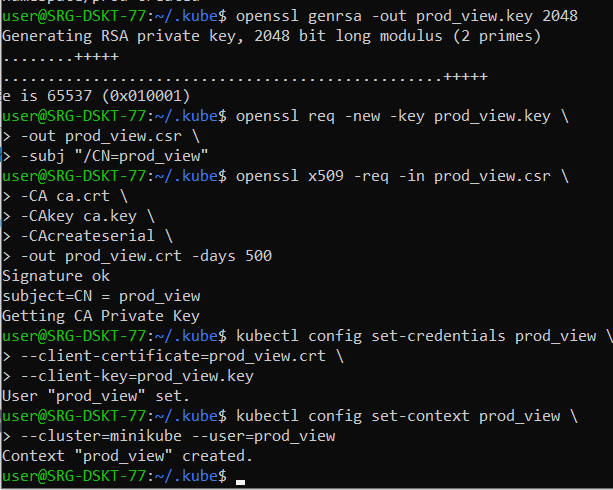 user@SRG-DSKT-77:~/.kube$ openssl genrsa -out prod_view.key 2048
Generating RSA private key, 2048 bit long modulus (2 primes)
........+++++
.................................................+++++
e is 65537 (0x010001)
user@SRG-DSKT-77:~/.kube$ openssl req -new -key prod_view.key \
> -out prod_view.csr \
> -subj "/CN=prod_view"
user@SRG-DSKT-77:~/.kube$ openssl x509 -req -in prod_view.csr \
> -CA ca.crt \
> -CAkey ca.key \
> -CAcreateserial \
> -out prod_view.crt -days 500
Signature ok
subject=CN = prod_view
Getting CA Private Key
user@SRG-DSKT-77:~/.kube$ kubectl config set-credentials prod_view \
> --client-certificate=prod_view.crt \
> --client-key=prod_view.key
User "prod_view" set.
user@SRG-DSKT-77:~/.kube$ kubectl config set-context prod_view \
> --cluster=minikube --user=prod_view
Context "prod_view" created.
user@SRG-DSKT-77:~/.kube$